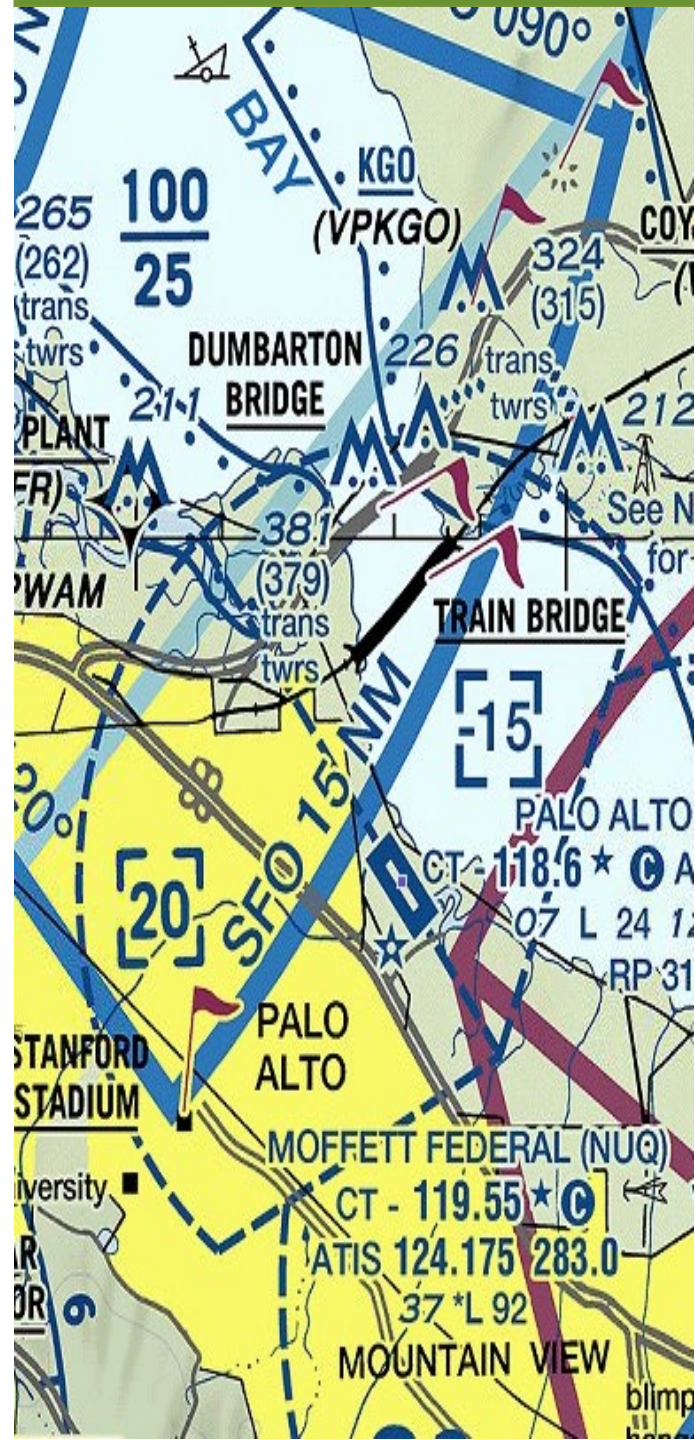 090°
BAY
KGO
(VPKGO)
265
(262)
trans
twrs
100
25
324
(315)
trans
twrs
COY
DUMBARTON
BRIDGE
226
211
212
PLANT
See N
for
381
(379)
trans
twrs
PWAM
TRAIN BRIDGE
-15
SFO 15 NM
20°
20
PALO ALTO
CT - 118.6 * C A
07 L 24 12
RP 31
PALO
ALTO
STANFORD
STADIUM
iversity
MOFFETT FEDERAL (NUQ)
CT - 119.55 * C
ATIS 124.175 283.0
37 *L 92
6
MOUNTAIN VIEW
blimp